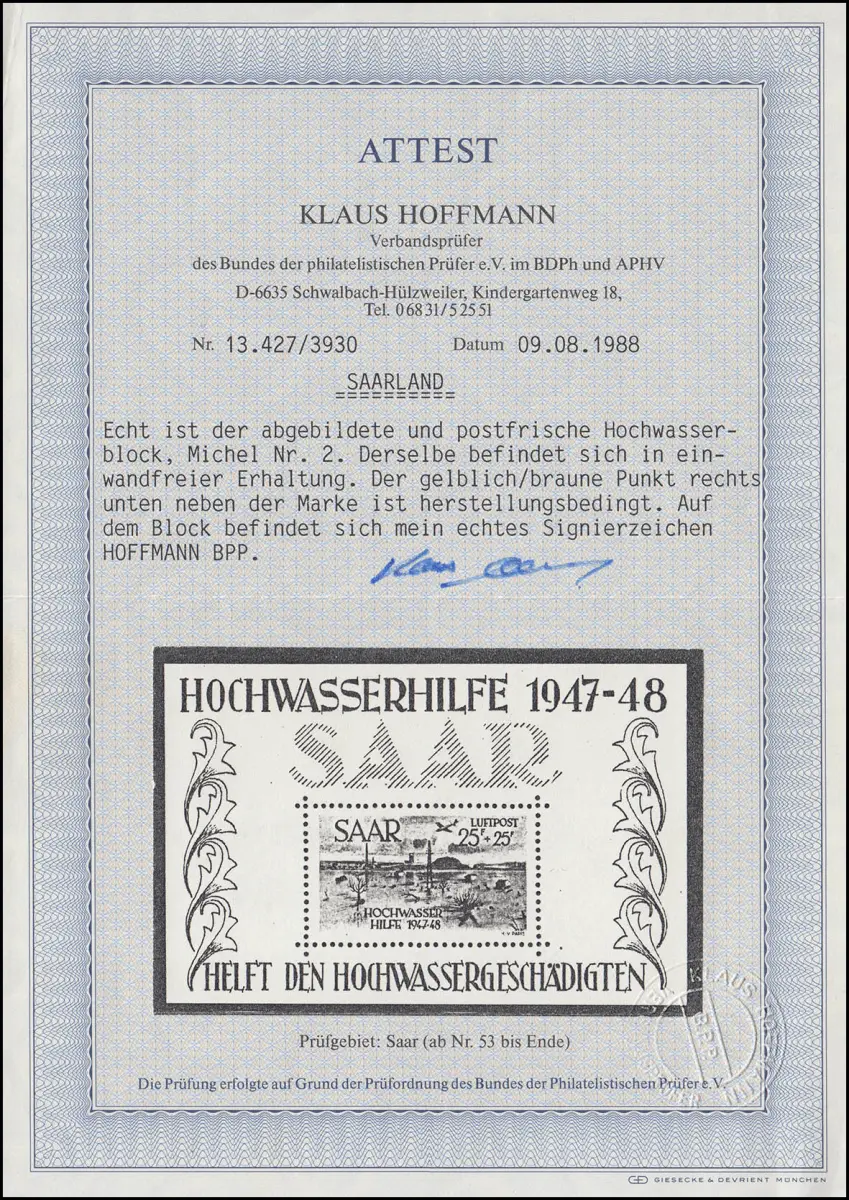 ATTEST
KLAUS HOFFMANN
Verbandsprüfer
des Bundes der philatelistischen Prüfer e.V. im BDPh und APHV
D-6635 Schwalbach-Hülzweiler, Kindergartenweg 18,
Tel. 06831/52551
Nr. 13.427/3930 Datum 09.08.1988
SAARLAND
Echt ist der abgebildete und postfrische Hochwasser-
block, Michel Nr. 2. Derselbe befindet sich in ein-
wandfreier Erhaltung. Der gelblich/braune Punkt rechts
unten neben der Marke ist herstellungsbedingt. Auf
dem Block befindet sich mein echtes Signierzeichen
HOFFMANN BPP.
HOCHWASSERHILFE 1947-48
SAAR
SAAR
LUFTPOST
25F+25F
HOCHWASSER
HILFE 1947-48
HELFT DEN HOCHWASSERGESCHÄDIGTEN
KLAUS HOFFMANN
BPP
Prüfgebiet: Saar (ab Nr. 53 bis Ende)
Die Prüfung erfolgte auf Grund der Prüfordnung des Bundes der Philatelistischen Prüfer e.V.
GIESECKE & DEVRIENT MÜNCHEN